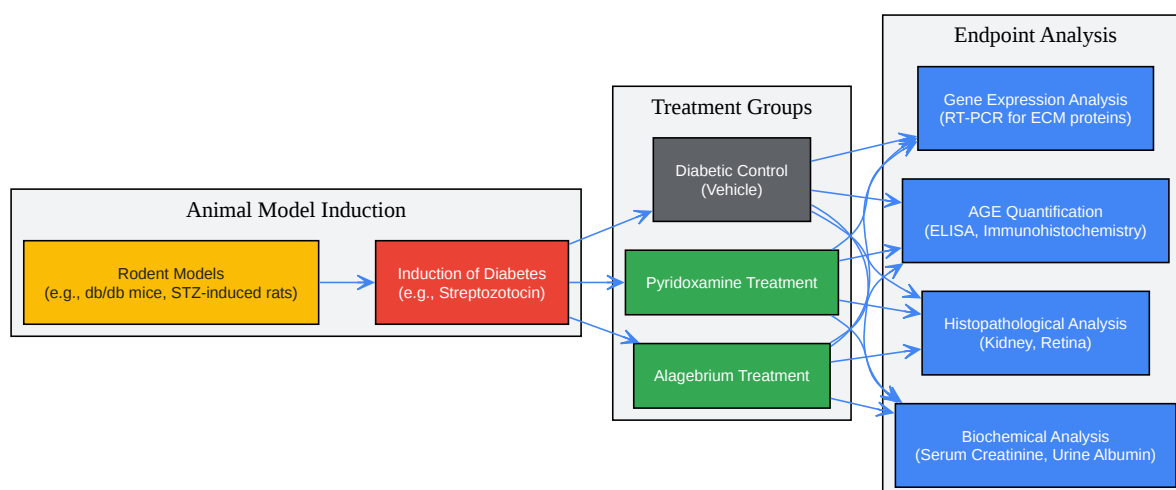 Animal Model Induction
Rodent Models
(e.g., db/db mice, STZ-induced rats)
Induction of Diabetes
(e.g., Streptozotocin)
Treatment Groups
Diabetic Control
(Vehicle)
Pyridoxamine Treatment
Alagebrium Treatment
Endpoint Analysis
Gene Expression Analysis
(RT-PCR for ECM proteins)
AGE Quantification
(ELISA, Immunohistochemistry)
Histopathological Analysis
(Kidney, Retina)
Biochemical Analysis
(Serum Creatinine, Urine Albumin)